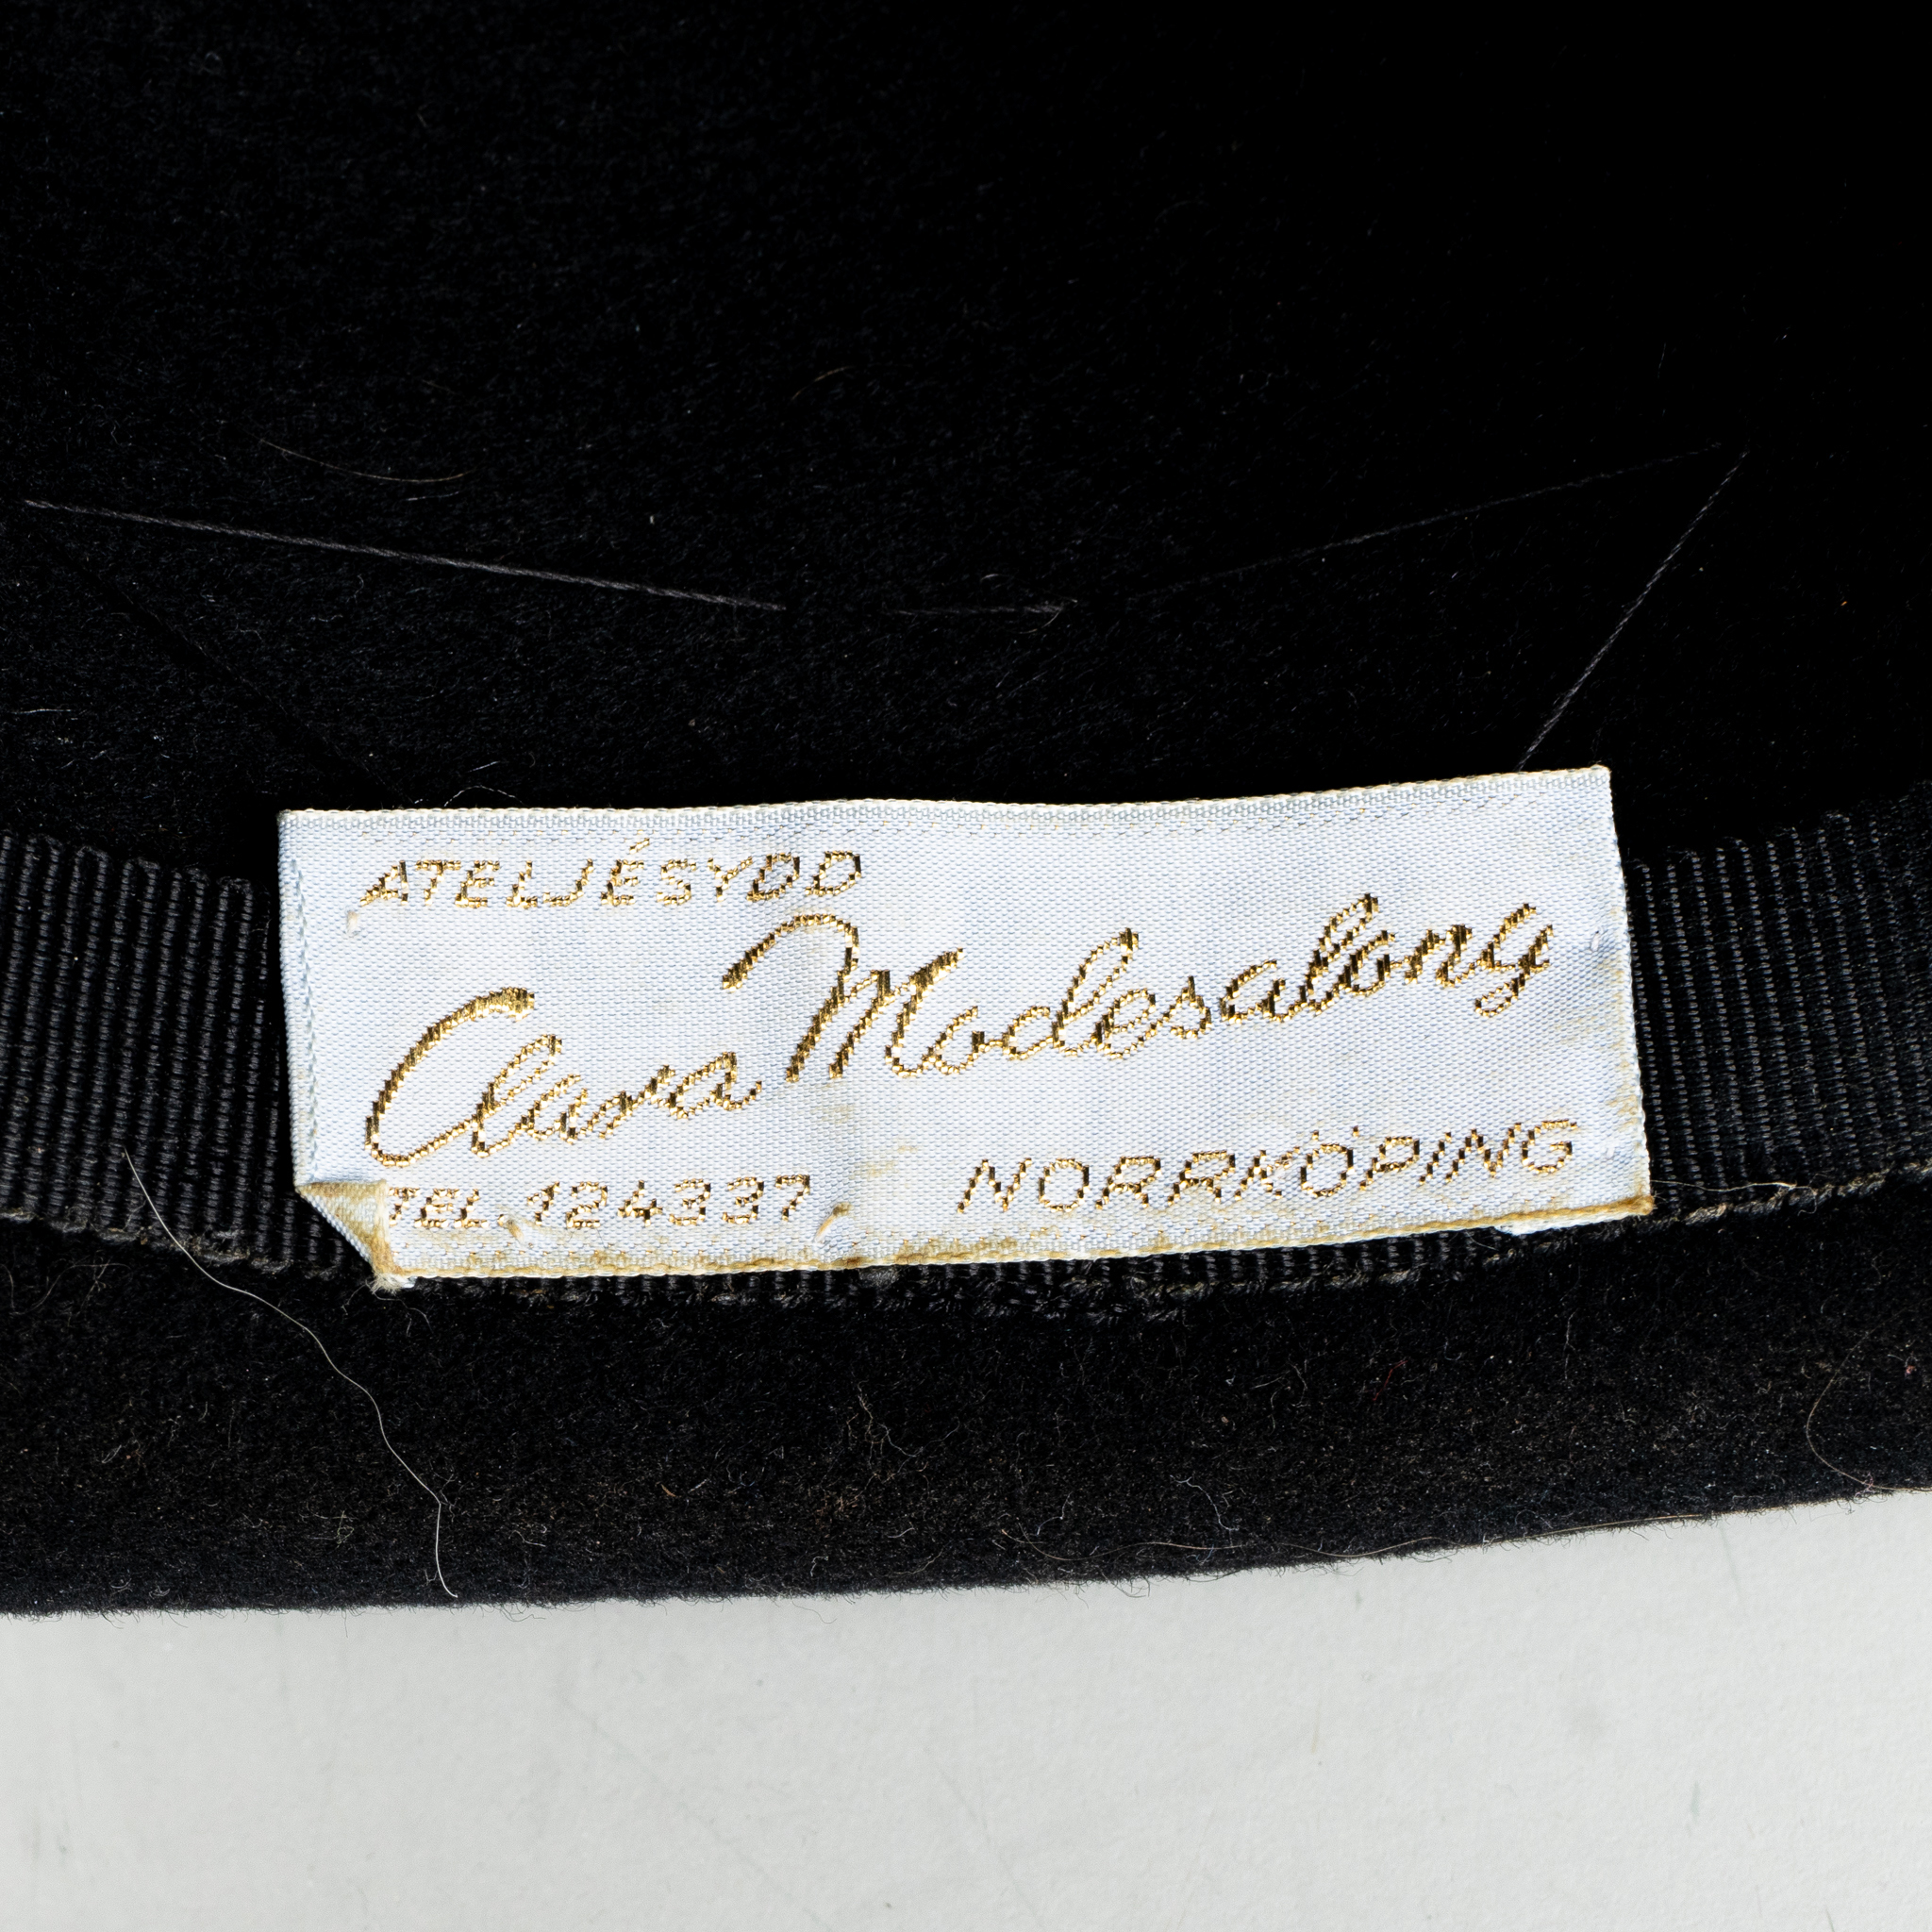 ATELJÉSYDD
Clara Modesalong
TEL. 124337 NORRKÖPING